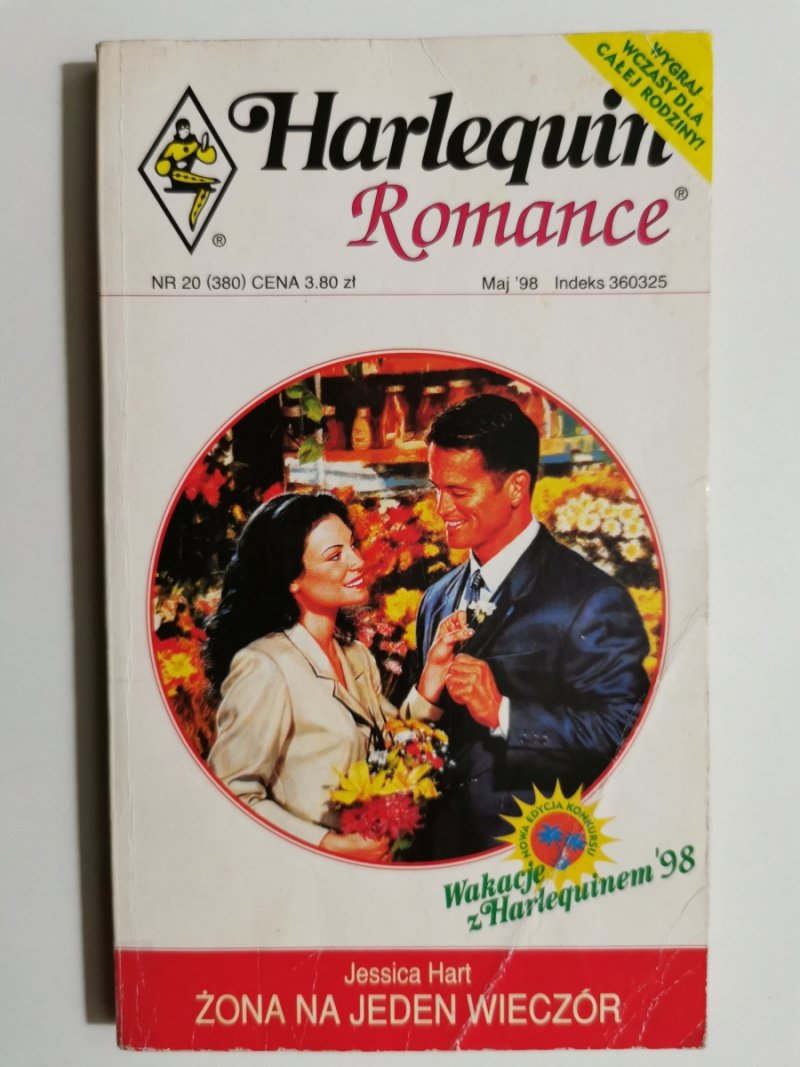 WYGRAJ
WCZASY DLA
CAŁEJ RODZINY!
Harlequin
Romance®
®
NR 20 (380) CENA 3.80 zł Maj '98 Indeks 360325
NOWA EDYCJA KONKURSU
Wakacje
z Harlequinem '98
Jessica Hart
ŻONA NA JEDEN WIECZÓR